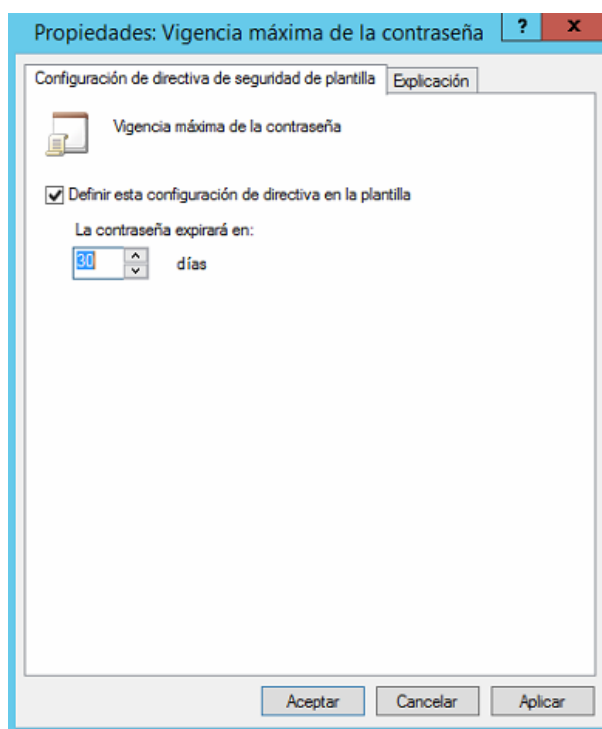 Propiedades: Vigencia máxima de la contraseña ? x
Configuración de directiva de seguridad de plantilla Explicación
Vigencia máxima de la contraseña
Definir esta configuración de directiva en la plantilla
La contraseña expirará en:
30 días
Aceptar Cancelar Aplicar